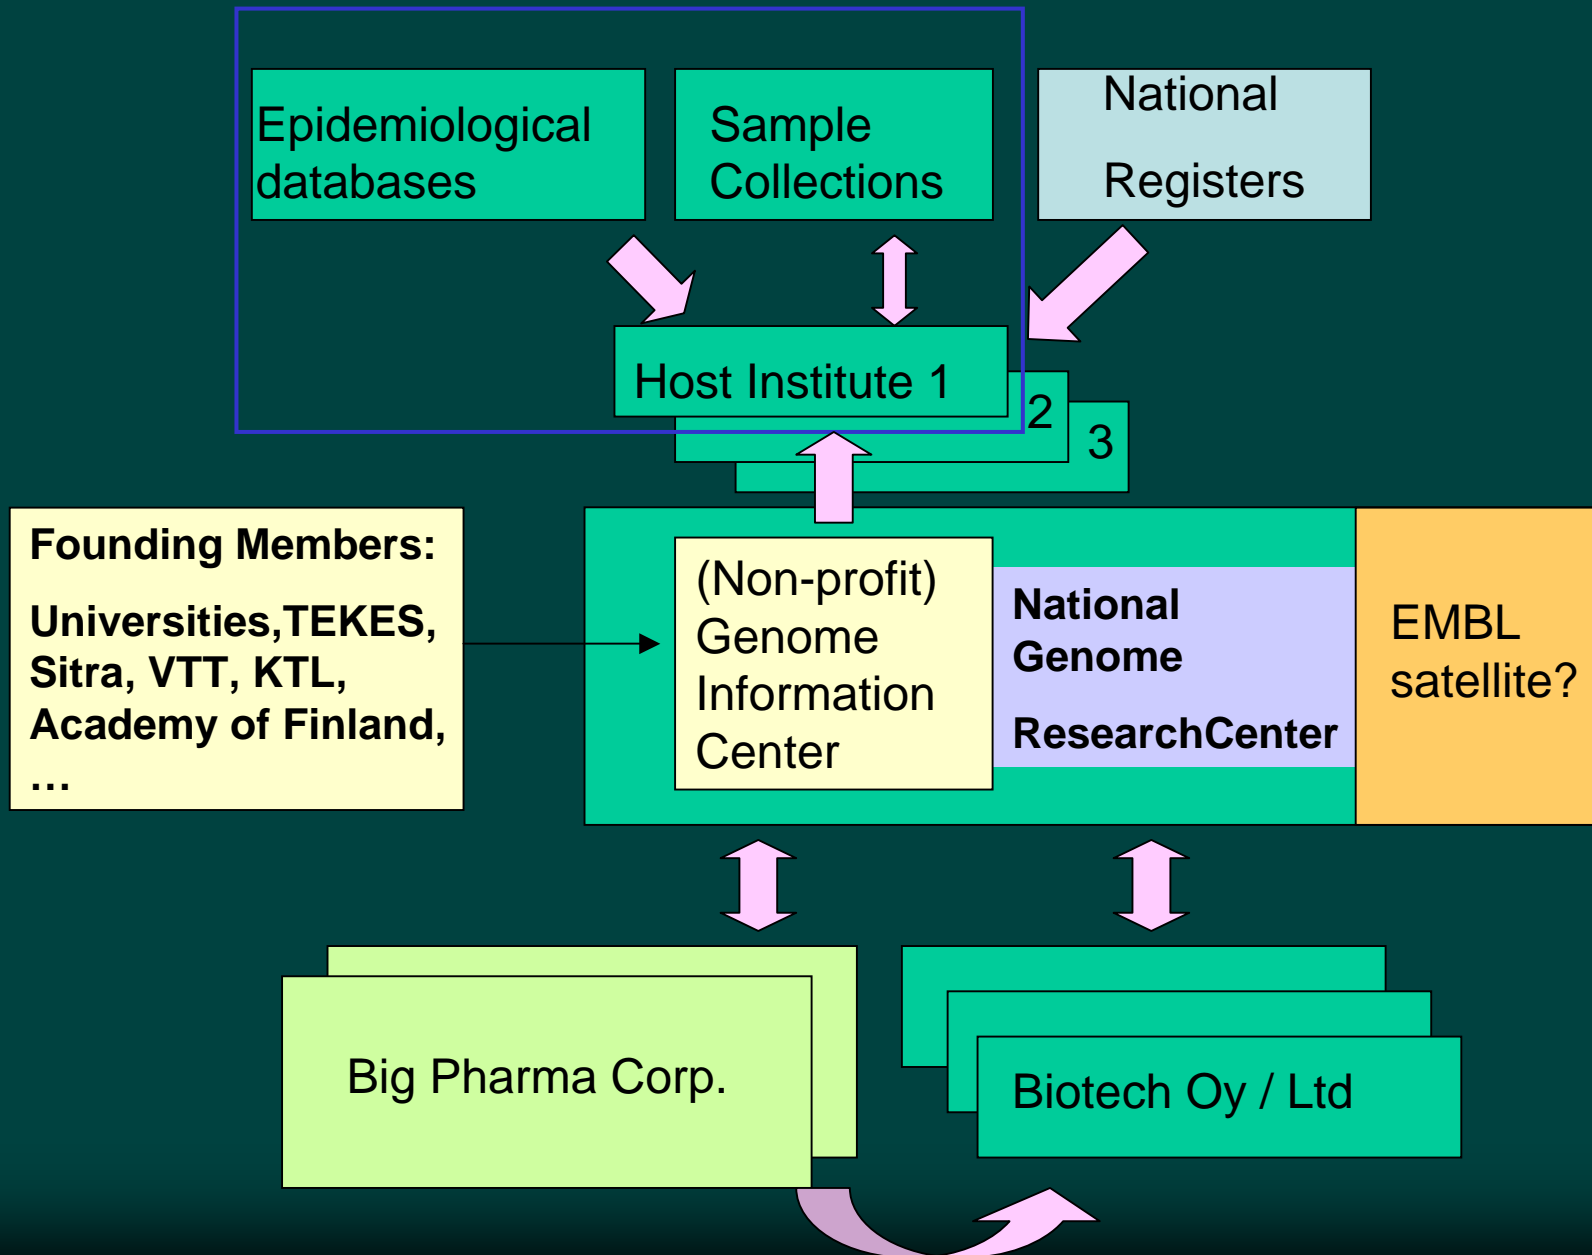 Epidemiological
databases
Sample
Collections
National
Registers
Host Institute 1
2
3
Founding Members:
Universities,TEKES,
Sitra, VTT, KTL,
Academy of Finland,
…
(Non-profit)
Genome
Information
Center
National
Genome
ResearchCenter
EMBL
satellite?
Big Pharma Corp.
Biotech Oy / Ltd